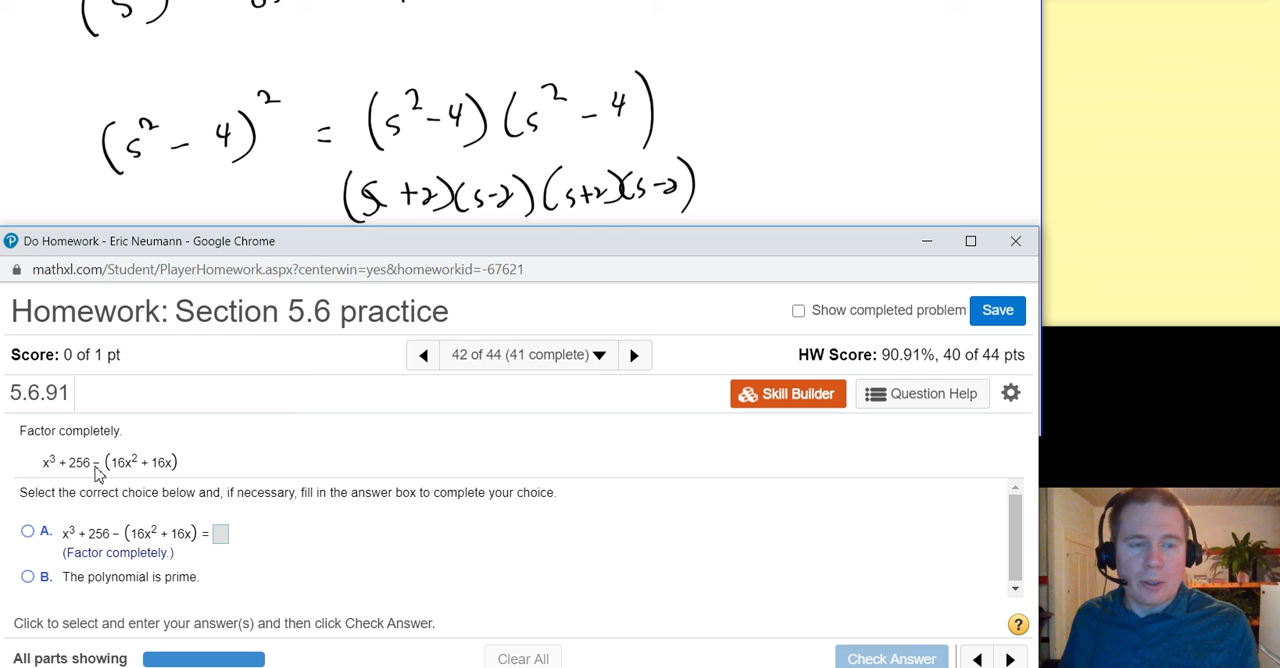 (s² - 4)² = (s² - 4)(s² - 4)
(s + 2)(s - 2)(s + 2)(s - 2)
Do Homework - Eric Neumann - Google Chrome
mathxl.com/Student/PlayerHomework.aspx?centerwin=yes&homeworkid=-67621
Homework: Section 5.6 practice
Show completed problem Save
Score: 0 of 1 pt
42 of 44 (41 complete)
HW Score: 90.91%, 40 of 44 pts
5.6.91
Skill Builder
Question Help
Factor completely.
x³ + 256 - (16x² + 16x)
Select the correct choice below and, if necessary, fill in the answer box to complete your choice.
A. x³ + 256 - (16x² + 16x) =
(Factor completely.)
B. The polynomial is prime.
Click to select and enter your answer(s) and then click Check Answer.
?
All parts showing
Clear All
Check Answer